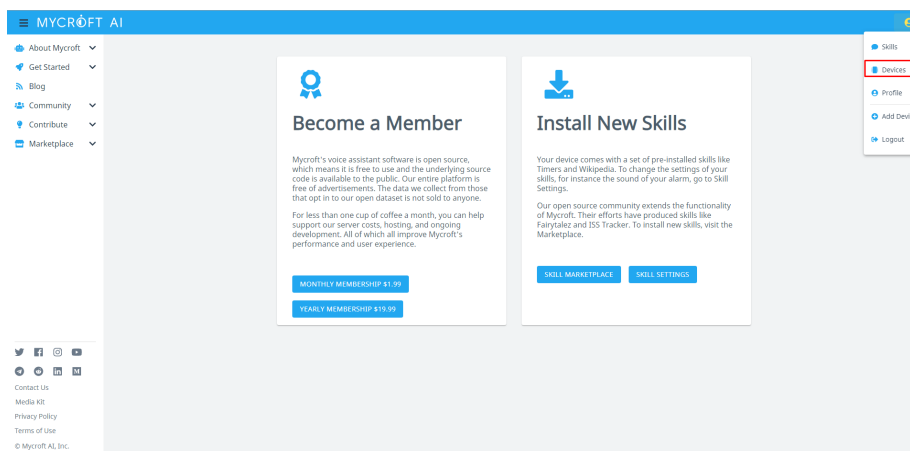 MYCROFT AI
About Mycroft
Get Started
Blog
Community
Contribute
Marketplace
Become a Member
Mycroft's voice assistant software is open source,
which means it is free to use and the underlying source
code is available to the public. Our entire platform is
free of advertisements. The data we collect from those
that opt in to our open dataset is not sold to anyone.
For less than one cup of coffee a month, you can help
support our server costs, hosting, and ongoing
development. All of which all improve Mycroft's
performance and user experience.
MONTHLY MEMBERSHIP $1.99
YEARLY MEMBERSHIP $19.99
Install New Skills
Your device comes with a set of pre-installed skills like
Timers and Wikipedia. To change the settings of your
skills, for instance the sound of your alarm, go to Skill
Settings.
Our open source community extends the functionality
of Mycroft. Their efforts have produced skills like
Fairytalez and ISS Tracker. To install new skills, visit the
Marketplace.
SKILL MARKETPLACE
SKILL SETTINGS
Skills
Devices
Profile
Add Devi
Logout
Contact Us
Media Kit
Privacy Policy
Terms of Use
© Mycroft AI, Inc.